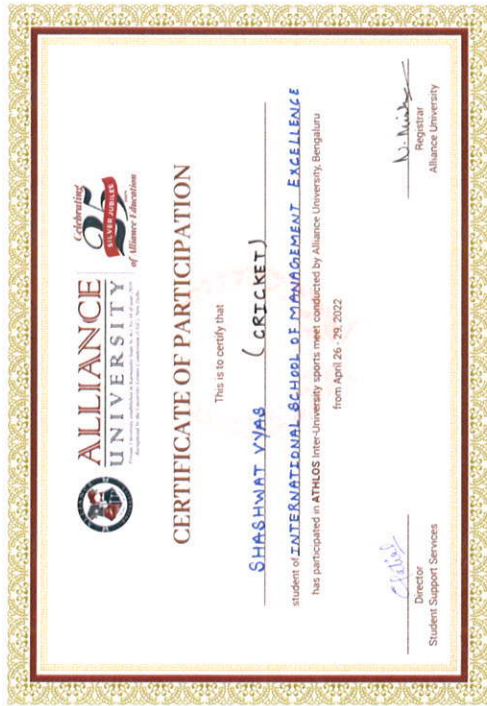 ALLIANCE
UNIVERSITY
Celebrating
25
SILVER JUBILEE
of Alliance Education
CERTIFICATE OF PARTICIPATION
This is to certify that
SHASHWAT VYAS (CRICKET)
student of INTERNATIONAL SCHOOL OF MANAGEMENT EXCELLENCE
has participated in ATHLOS Inter-University sports meet conducted by Alliance University, Bengaluru
from April 26 - 29, 2022
Director
Student Support Services
Registrar
Alliance University